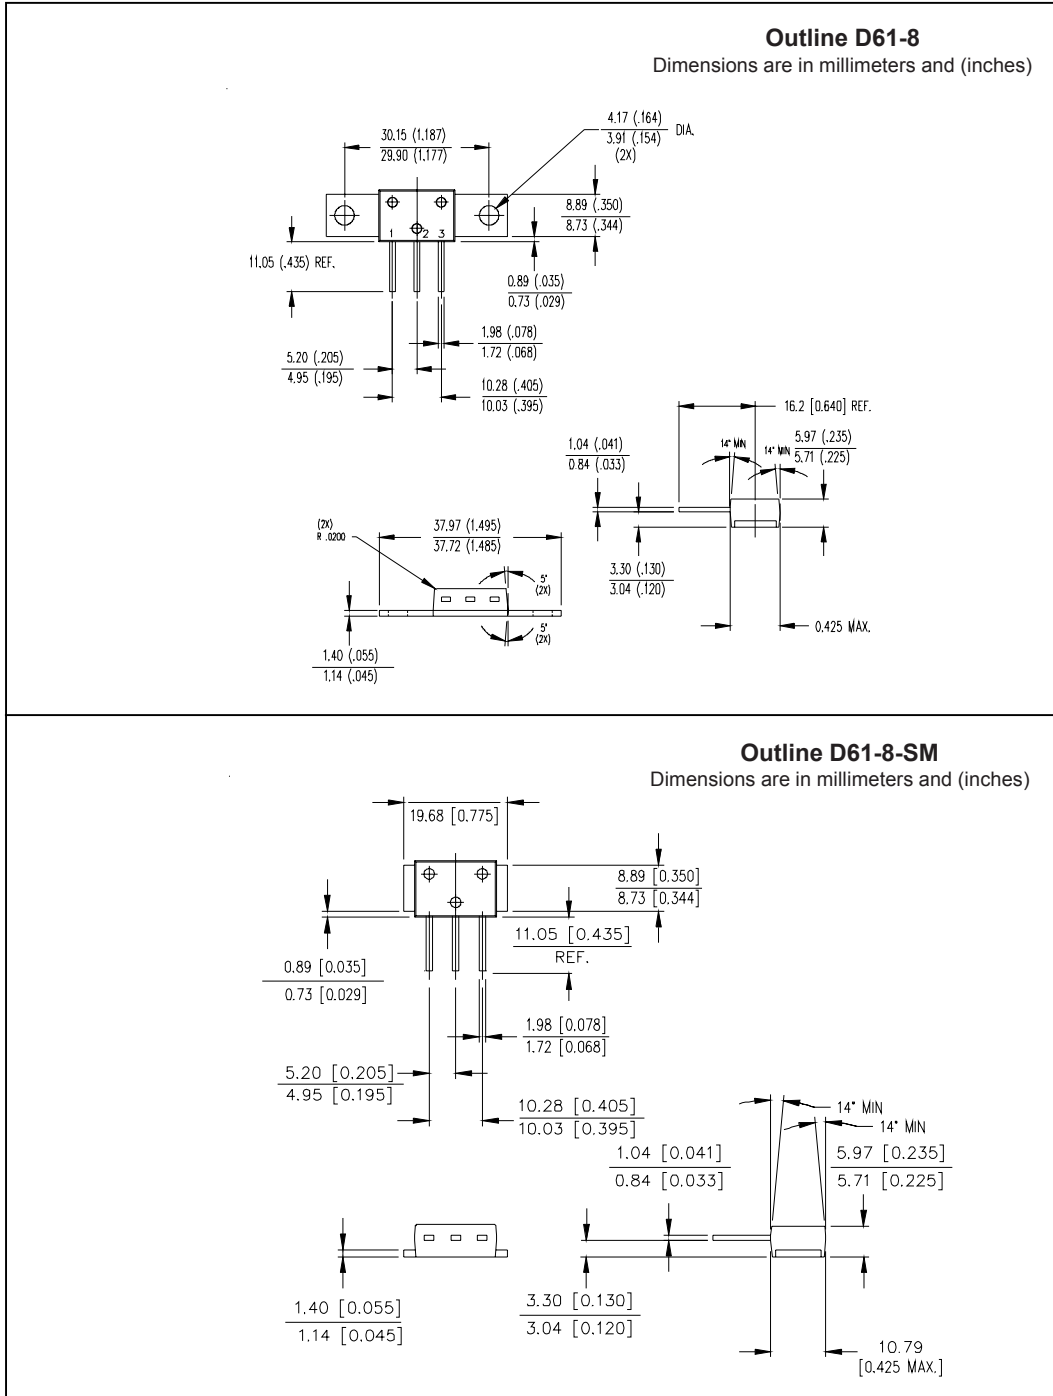 Outline D61-8
Dimensions are in millimeters and (inches)
30.15 (1.187)
29.90 (1.177)
4.17 (.164)
3.91 (.154)
DIA.
(2X)
8.89 (.350)
8.73 (.344)
1 2 3
11.05 (.435) REF.
0.89 (.035)
0.73 (.029)
1.98 (.078)
1.72 (.068)
5.20 (.205)
4.95 (.195)
10.28 (.405)
10.03 (.395)
16.2 [0.640] REF.
1.04 (.041)
0.84 (.033)
14° MIN
14° MIN
5.97 (.235)
5.71 (.225)
(2X)
R .0200
37.97 (1.495)
37.72 (1.485)
5°
(2X)
5°
(2X)
3.30 (.130)
3.04 (.120)
0.425 MAX.
1.40 (.055)
1.14 (.045)
Outline D61-8-SM
Dimensions are in millimeters and (inches)
19.68 [0.775]
8.89 [0.350]
8.73 [0.344]
11.05 [0.435]
REF.
0.89 [0.035]
0.73 [0.029]
1.98 [0.078]
1.72 [0.068]
5.20 [0.205]
4.95 [0.195]
10.28 [0.405]
10.03 [0.395]
14° MIN
14° MIN
1.04 [0.041]
0.84 [0.033]
5.97 [0.235]
5.71 [0.225]
1.40 [0.055]
1.14 [0.045]
3.30 [0.130]
3.04 [0.120]
10.79
[0.425 MAX.]